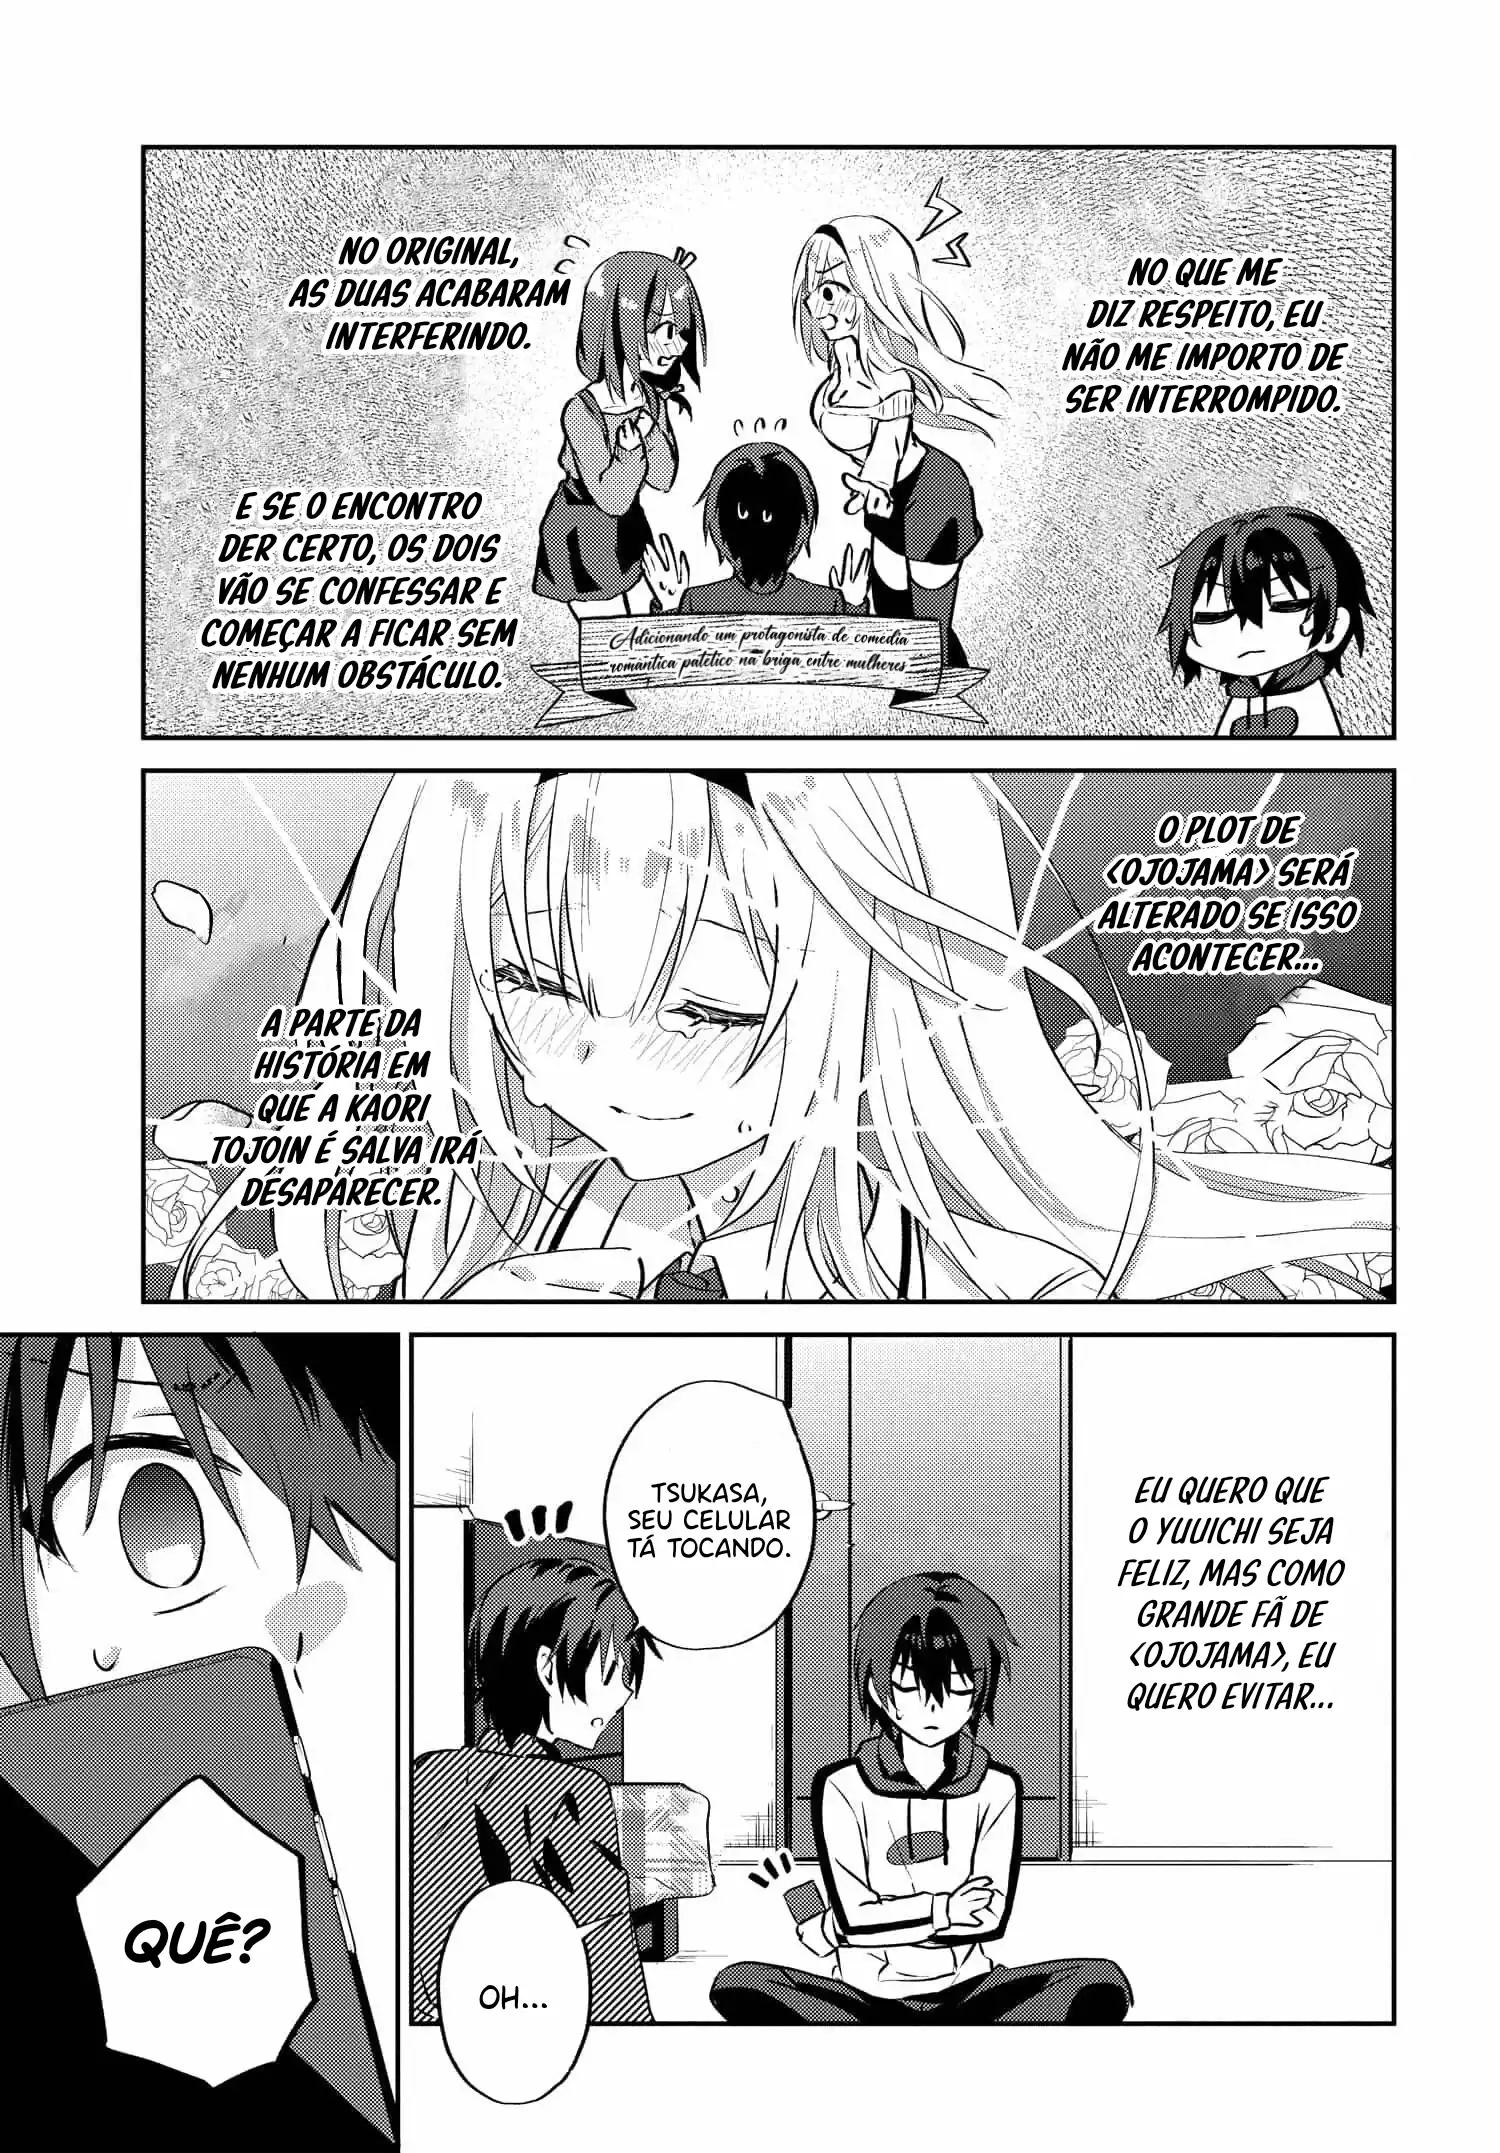 NO QUE ME
DIZ RESPEITO, EU
NÃO ME IMPORTO DE
SER INTERROMPIDO.
NO ORIGINAL,
AS DUAS ACABARAM
INTERFERINDO.
E SE O ENCONTRO
DER CERTO, OS DOIS
VÃO SE CONFESSAR E
COMEÇAR A FICAR SEM
NENHUM OBSTÁCULO.
Adicionando um protagonista de comedia
romântica patetico na briga entre mulheres
O PLOT DE
<OJOJAMA> SERÁ
ALTERADO SE ISSO
ACONTECER...
A PARTE DA
HISTÓRIA EM
QUE A KAORI
TOJOIN É SALVA IRÁ
DESAPARECER.
EU QUERO QUE
O YUUICHI SEJA
FELIZ, MAS COMO
GRANDE FÃ DE
<OJOJAMA>, EU
QUERO EVITAR...
TSUKASA,
SEU CELULAR
TÁ TOCANDO.
OH...
QUÊ?